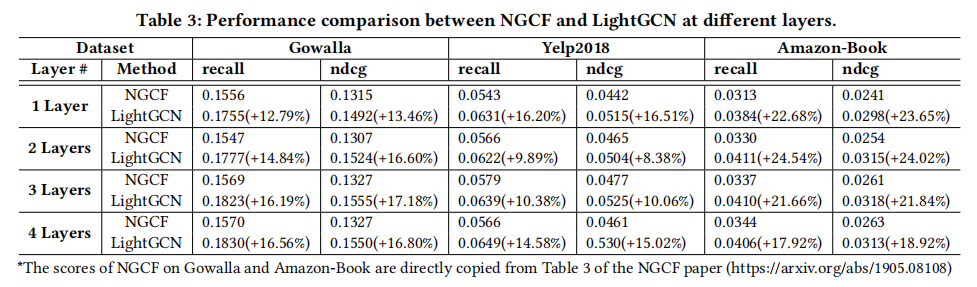 Table 3: Performance comparison between NGCF and LightGCN at different layers.
Dataset Gowalla Yelp2018 Amazon-Book
Layer # Method recall ndcg recall ndcg recall ndcg
1 Layer NGCF 0.1556 0.1315 0.0543 0.0442 0.0313 0.0241
LightGCN 0.1755(+12.79%) 0.1492(+13.46%) 0.0631(+16.20%) 0.0515(+16.51%) 0.0384(+22.68%) 0.0298(+23.65%)
2 Layers NGCF 0.1547 0.1307 0.0566 0.0465 0.0330 0.0254
LightGCN 0.1777(+14.84%) 0.1524(+16.60%) 0.0622(+9.89%) 0.0504(+8.38%) 0.0411(+24.54%) 0.0315(+24.02%)
3 Layers NGCF 0.1569 0.1327 0.0579 0.0477 0.0337 0.0261
LightGCN 0.1823(+16.19%) 0.1555(+17.18%) 0.0639(+10.38%) 0.0525(+10.06%) 0.0410(+21.66%) 0.0318(+21.84%)
4 Layers NGCF 0.1570 0.1327 0.0566 0.0461 0.0344 0.0263
LightGCN 0.1830(+16.56%) 0.1550(+16.80%) 0.0649(+14.58%) 0.530(+15.02%) 0.0406(+17.92%) 0.0313(+18.92%)
*The scores of NGCF on Gowalla and Amazon-Book are directly copied from Table 3 of the NGCF paper (https://arxiv.org/abs/1905.08108)